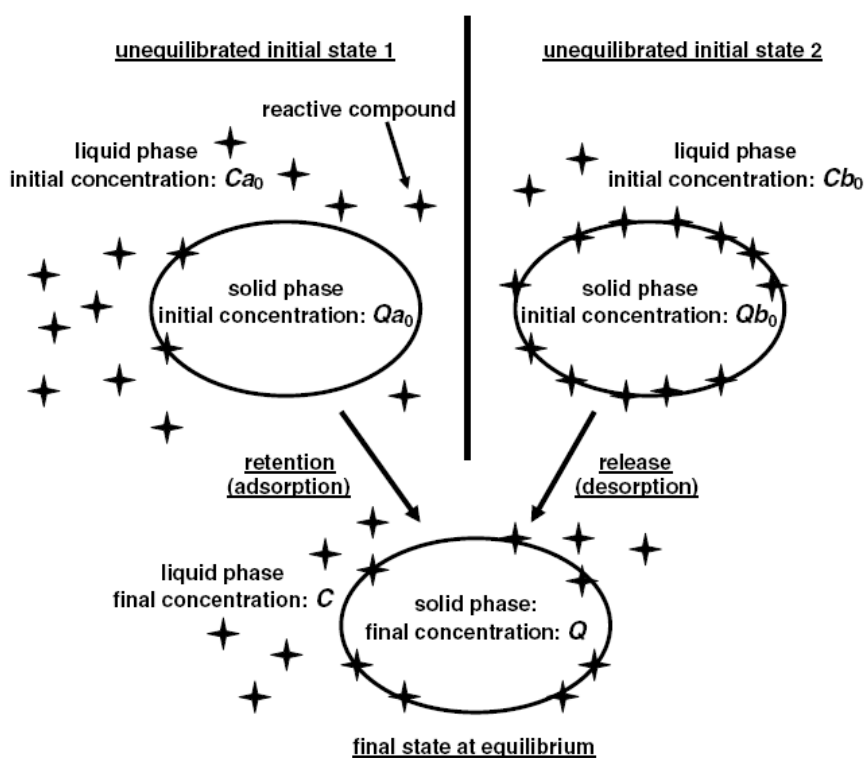 unequilibrated initial state 1
unequilibrated initial state 2
reactive compound
liquid phase
initial concentration: Ca₀
liquid phase
initial concentration: Cb₀
solid phase
initial concentration: Qa₀
solid phase
initial concentration: Qb₀
retention
(adsorption)
release
(desorption)
liquid phase
final concentration: C
solid phase:
final concentration: Q
final state at equilibrium